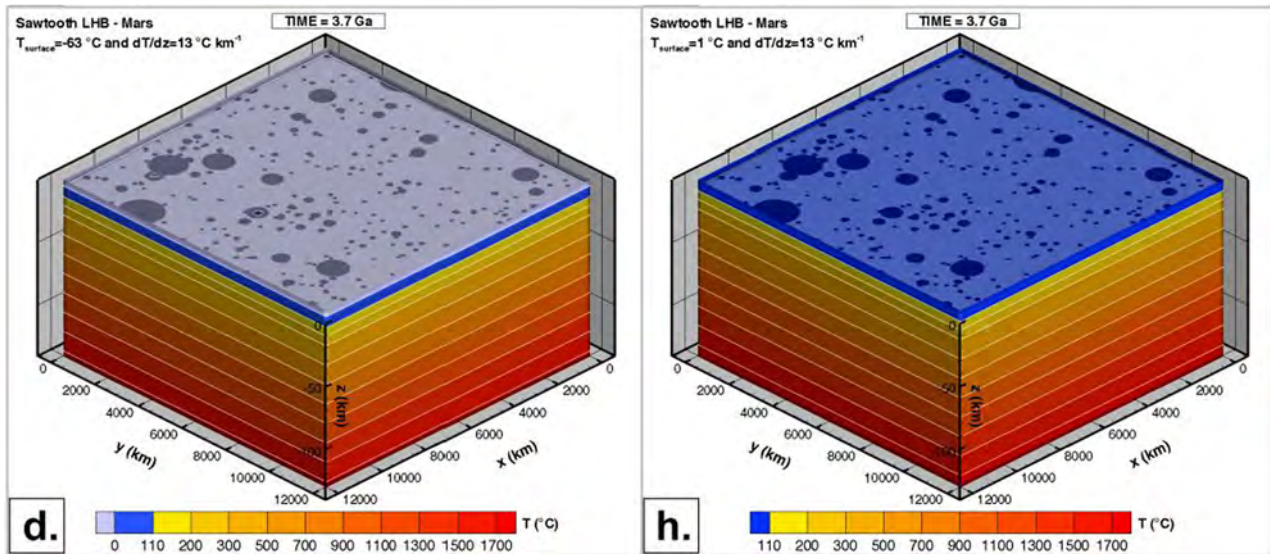 Sawtooth LHB - Mars
TIME = 3.7 Ga
T surface=-63 °C and dT/dz=13 °C km-1
0
-50
-100
z (km)
0
2000
4000
6000
8000
10000
12000
y (km)
0
2000
4000
6000
8000
10000
12000
x (km)
d.
0 110 200 300 500 700 900 1100 1300 1500 1700
T (°C)
Sawtooth LHB - Mars
TIME = 3.7 Ga
T surface=1 °C and dT/dz=13 °C km-1
0
-50
-100
z (km)
0
2000
4000
6000
8000
10000
12000
y (km)
0
2000
4000
6000
8000
10000
12000
x (km)
h.
110 200 300 500 700 900 1100 1300 1500 1700
T (°C)